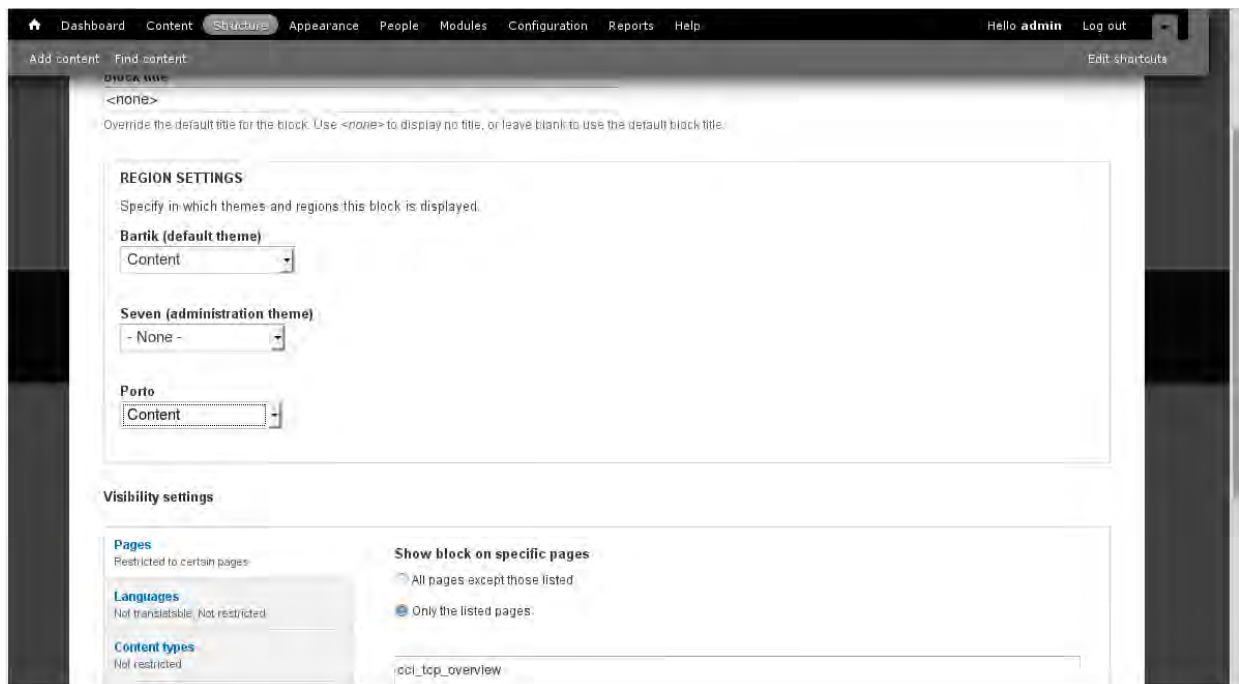 Dashboard Content Structure Appearance People Modules Configuration Reports Help Hello admin Log out
Add content Find content Edit shortcuts
Block title
<none>
Override the default title for the block. Use <none> to display no title, or leave blank to use the default block title.
REGION SETTINGS
Specify in which themes and regions this block is displayed.
Bartik (default theme)
Content
Seven (administration theme)
- None -
Porto
Content
Visibility settings
Pages
Restricted to certain pages
Languages
Not translatable, Not restricted
Content types
Not restricted
Show block on specific pages
All pages except those listed
Only the listed pages
cci_tcp_overview